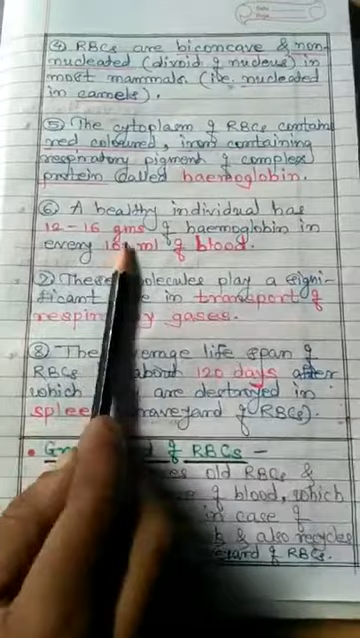 ④ RBCs are biconcave & non-
nucleated (divoid of nucleus) in
most mammals (i.e. nucleated
in camels).
⑤ The cytoplasm of RBCs contains
red coloured, iron containing
respiratory pigment of complex
protein called haemoglobin.
⑥ A healthy individual has
12-16 gms of haemoglobin in
every ml of blood.
⑦ These molecules play a signi-
ficant in transport of
respiratory gases.
⑧ The average life span of
RBCs about 120 days after
which are destroyed in
spleen of RBCs).
• of RBCs -
old RBCs &
of blood, which
in case of
& also recycles
of RBCs.